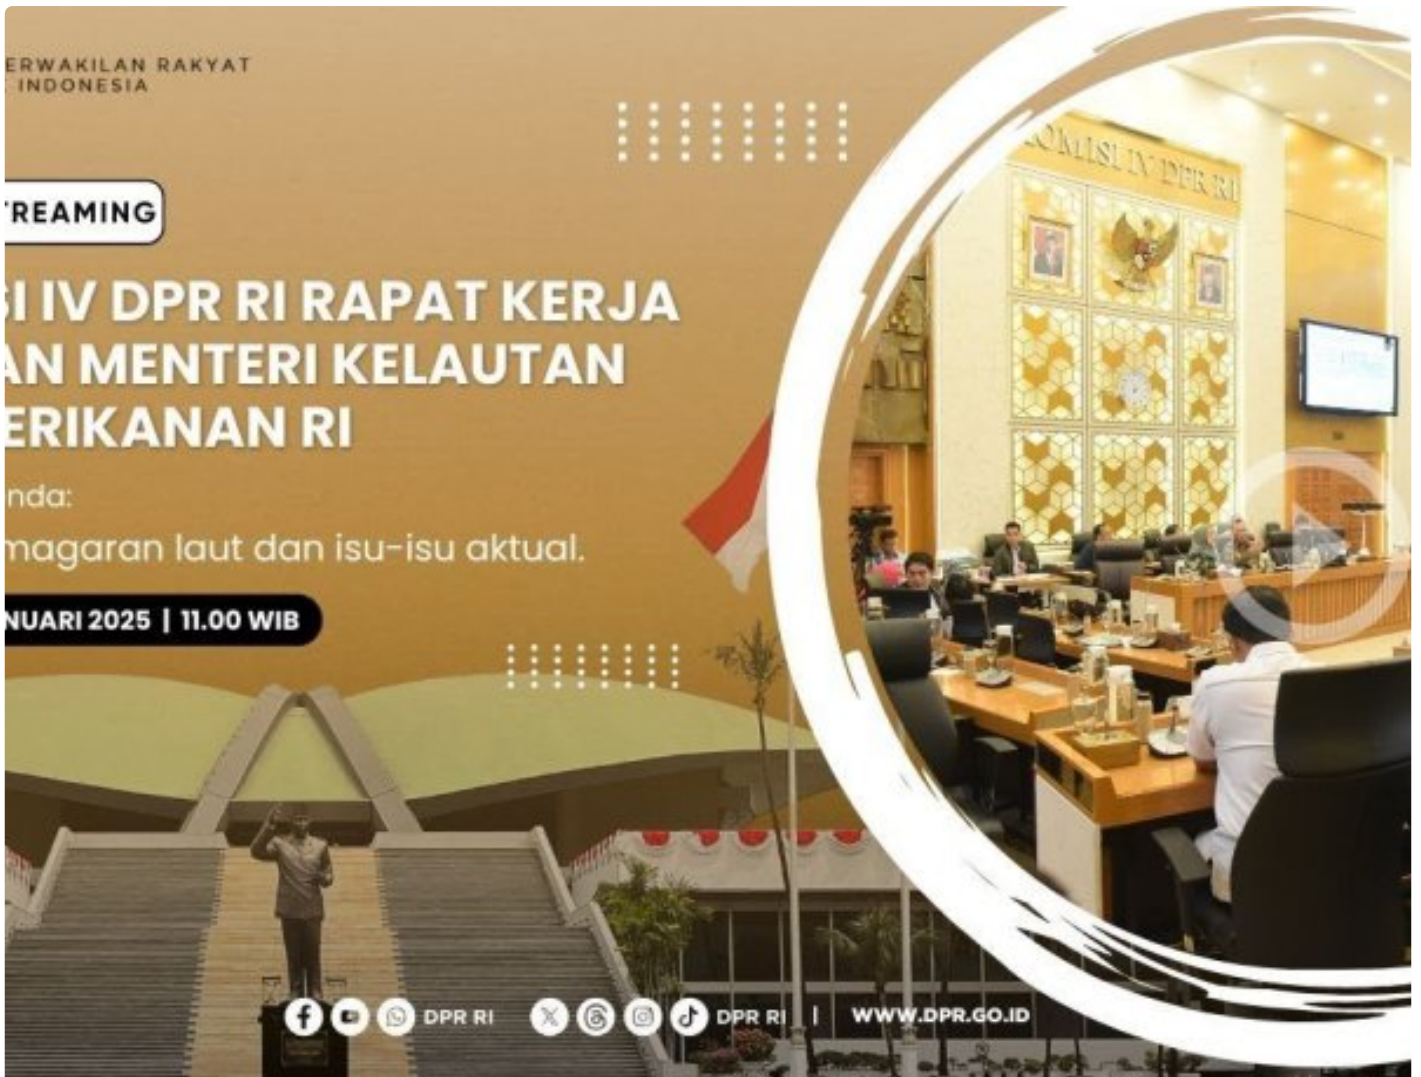 ERWAKILAN RAKYAT
INDONESIA
TREAMING
SI IV DPR RI RAPAT KERJA
AN MENTERI KELAUTAN
ERIKANAN RI
nda:
magaran laut dan isu-isu aktual.
NUARI 2025 | 11.00 WIB
KOMISI IV DPR RI
DPR RI
DPR RI | WWW.DPR.GO.ID